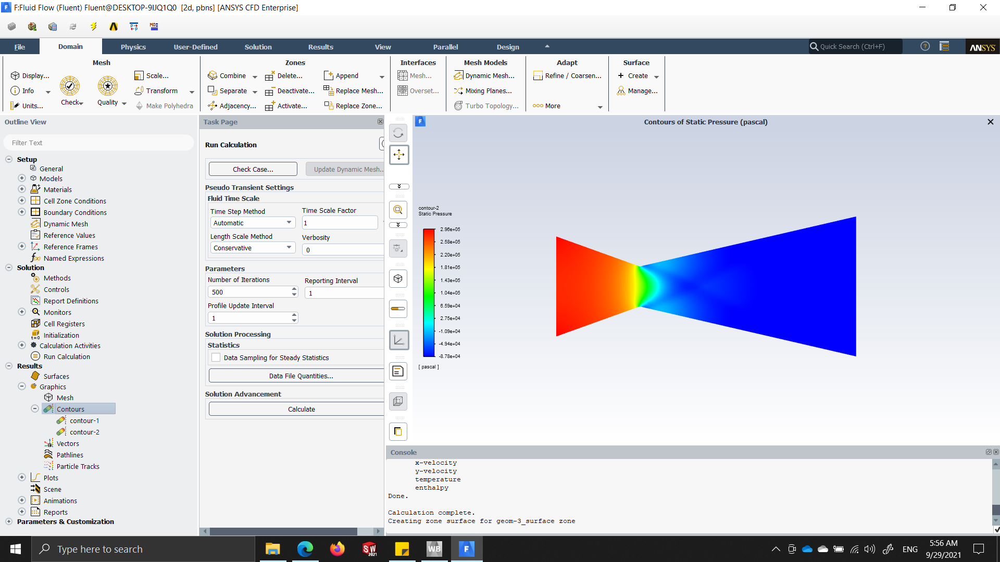 F:Fluid Flow (Fluent) Fluent@DESKTOP-9IJQ1Q0 [2d, pbns] [ANSYS CFD Enterprise]
File Domain Physics User-Defined Solution Results View Parallel Design Quick Search (Ctrl+F) ANSYS
Mesh
Display...
Info
Units...
Check
Quality
Scale...
Transform
Make Polyhedra
Zones
Combine
Separate
Adjacency...
Delete...
Deactivate...
Activate...
Append
Replace Mesh...
Replace Zone...
Interfaces
Mesh...
Overset...
Mesh Models
Dynamic Mesh...
Mixing Planes...
Turbo Topology...
Adapt
Refine / Coarsen...
More
Surface
Create
Manage...
Outline View
Filter Text
Setup
General
Models
Materials
Cell Zone Conditions
Boundary Conditions
Dynamic Mesh
Reference Values
Reference Frames
Named Expressions
Solution
Methods
Controls
Report Definitions
Monitors
Cell Registers
Initialization
Calculation Activities
Run Calculation
Results
Surfaces
Graphics
Mesh
Contours
contour-1
contour-2
Vectors
Pathlines
Particle Tracks
Plots
Scene
Animations
Reports
Parameters & Customization
Task Page
Run Calculation
Check Case...
Update Dynamic Mesh..
Pseudo Transient Settings
Fluid Time Scale
Time Step Method
Time Scale Factor
Automatic
1
Length Scale Method
Verbosity
Conservative
0
Parameters
Number of Iterations
Reporting Interval
500
1
Profile Update Interval
1
Solution Processing
Statistics
Data Sampling for Steady Statistics
Data File Quantities...
Solution Advancement
Calculate
Contours of Static Pressure (pascal)
contour-2
Static Pressure
2.96e+05
2.58e+05
2.20e+05
1.81e+05
1.43e+05
1.04e+05
6.59e+04
2.75e+04
-1.09e+04
-4.94e+04
-8.78e+04
[ pascal ]
Console
x-velocity
y-velocity
temperature
enthalpy
Done.
Calculation complete.
Creating zone surface for geom-3_surface zone
Type here to search
SW
2021
WB
F
ENG
5:56 AM
9/29/2021